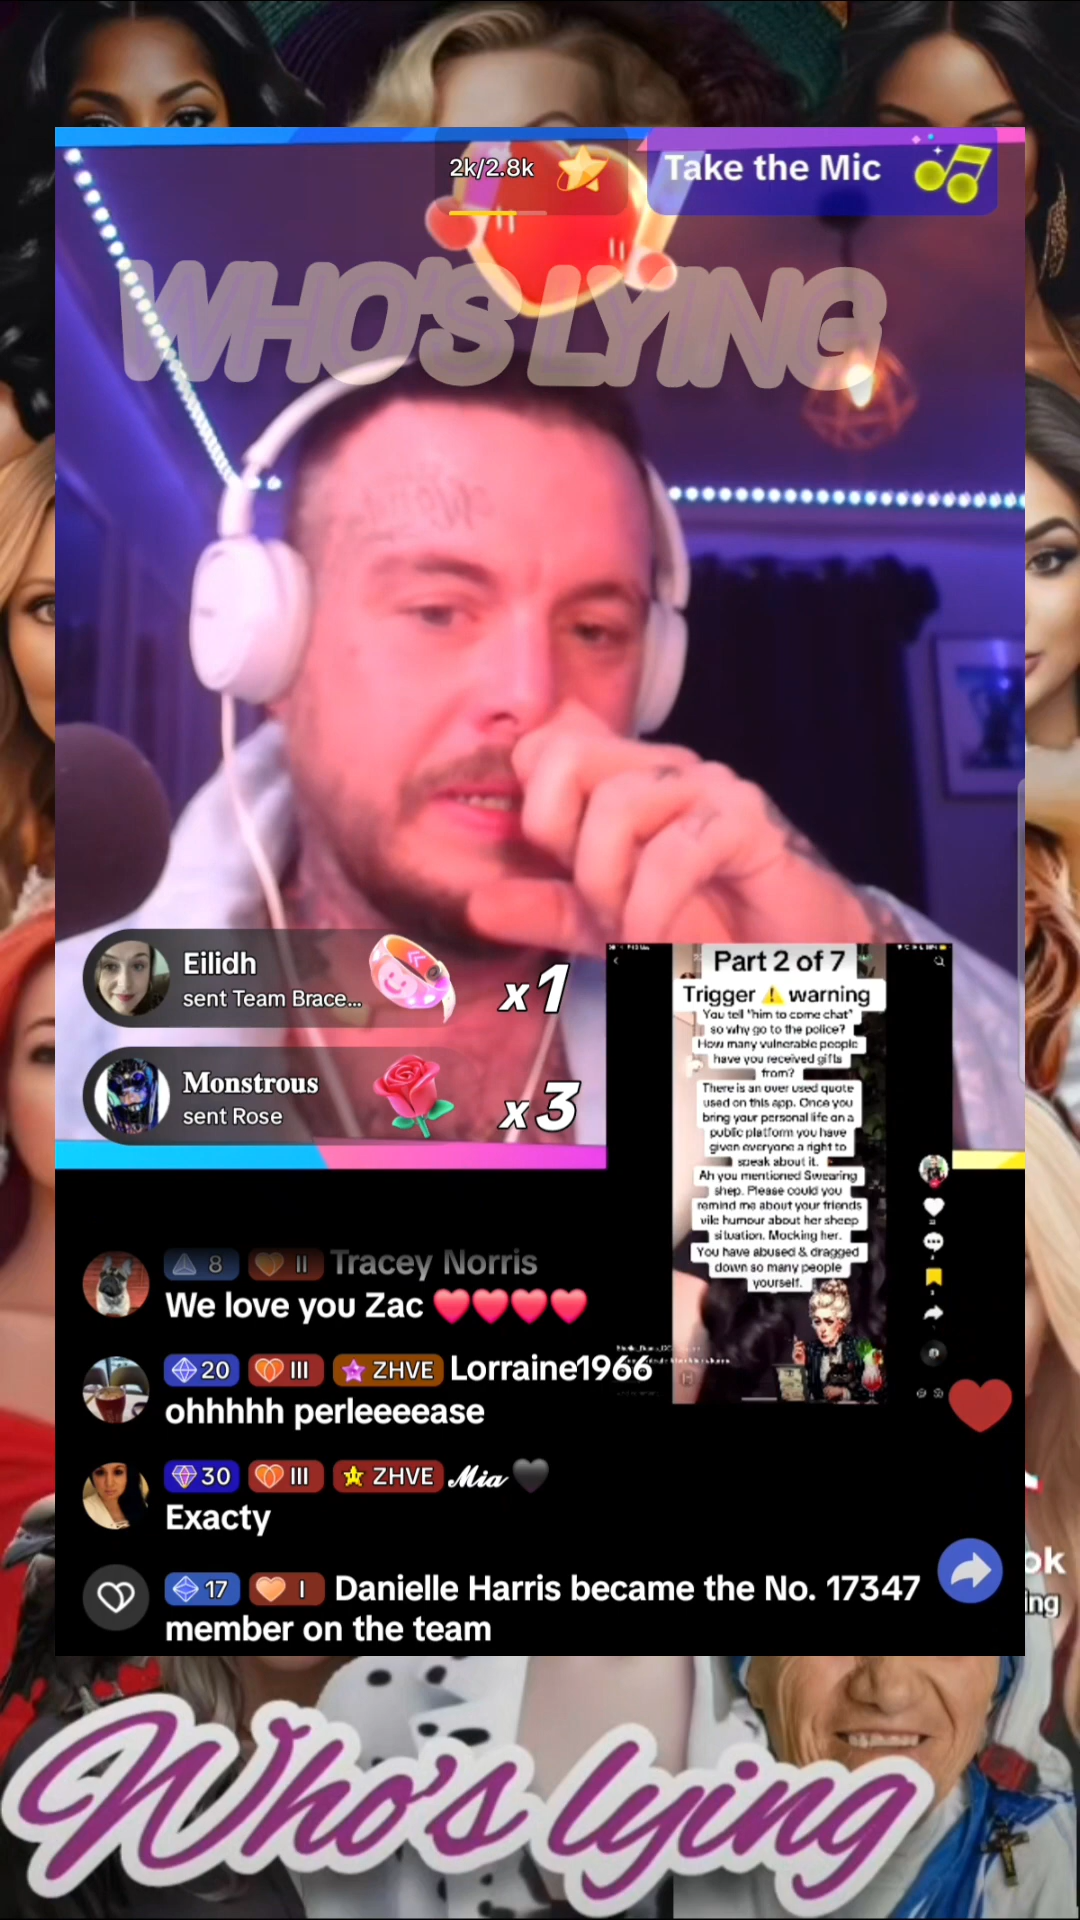 2k/2.8k
Take the Mic
WHO'S LYING
Eilidh
sent Team Brace...
x1
Monstrous
sent Rose
x3
Part 2 of 7
Trigger ⚠️ warning
You tell "him to come chat"
so why go to the police?
How many vulnerable people
have you received gifts
from?
There is an over used quote
used on this app. Once you
bring your personal life on a
public platform you have
given everyone a right to
speak about it.
Ah you mentioned Swearing
shep. Please could you
remind me about your friends
vile humour about her sheep
situation. Mocking her.
You have abused & dragged
down so many people
yourself.
8 II Tracey Norris
We love you Zac ❤️❤️❤️❤️
20 III ZHVE Lorraine1966
ohhhhh perleeeease
30 III ZHVE Mia 🖤
Exacty
17 I Danielle Harris became the No. 17347
member on the team
ok
ing
Who's lying